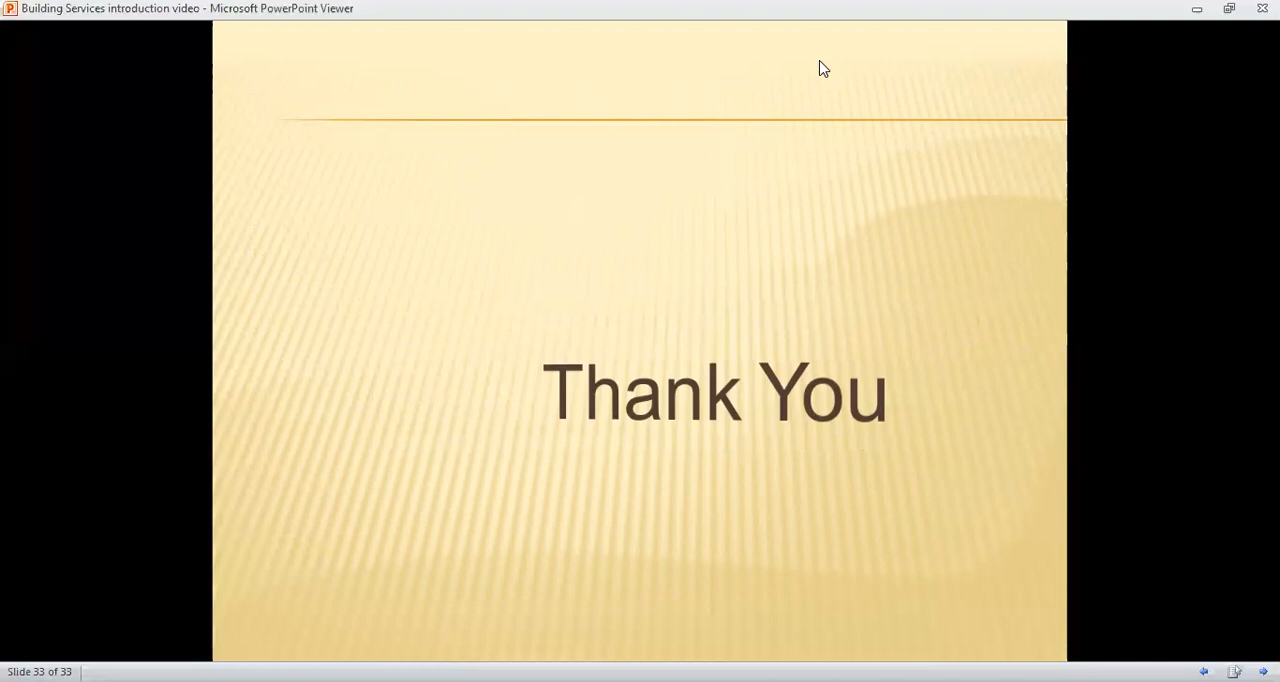 Building Services introduction video - Microsoft PowerPoint Viewer
Thank You
Slide 33 of 33